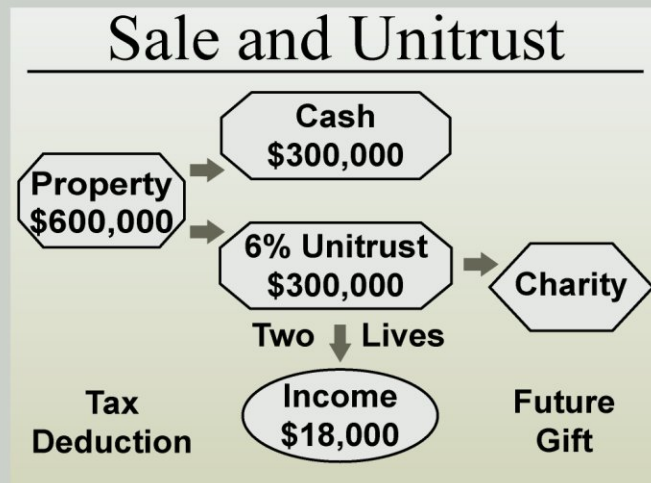 Sale and Unitrust
Cash
$300,000
Property
$600,000
6% Unitrust
$300,000
Charity
Two Lives
Income
$18,000
Tax
Deduction
Future
Gift